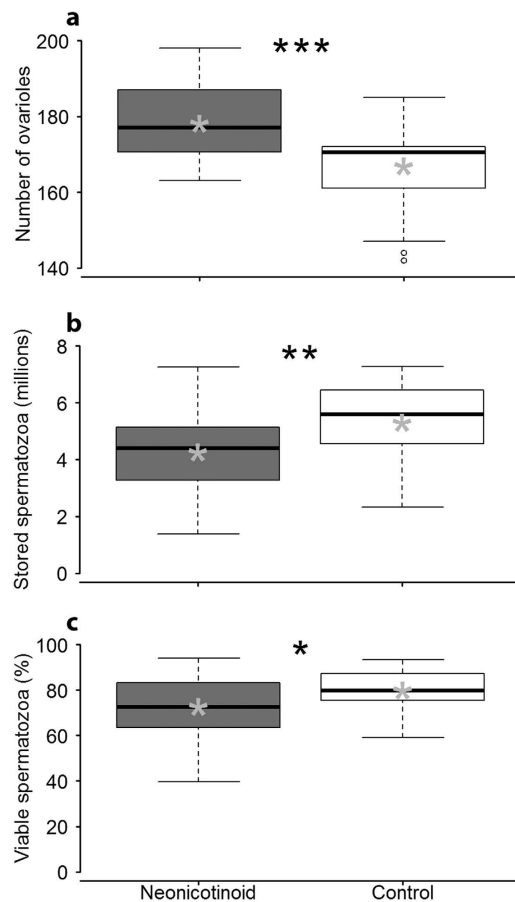 a
***
Number of ovarioles
200
180
160
140
b
**
Stored spermatozoa (millions)
8
6
4
2
0
c
*
Viable spermatozoa (%)
100
80
60
40
20
0
Neonicotinoid
Control